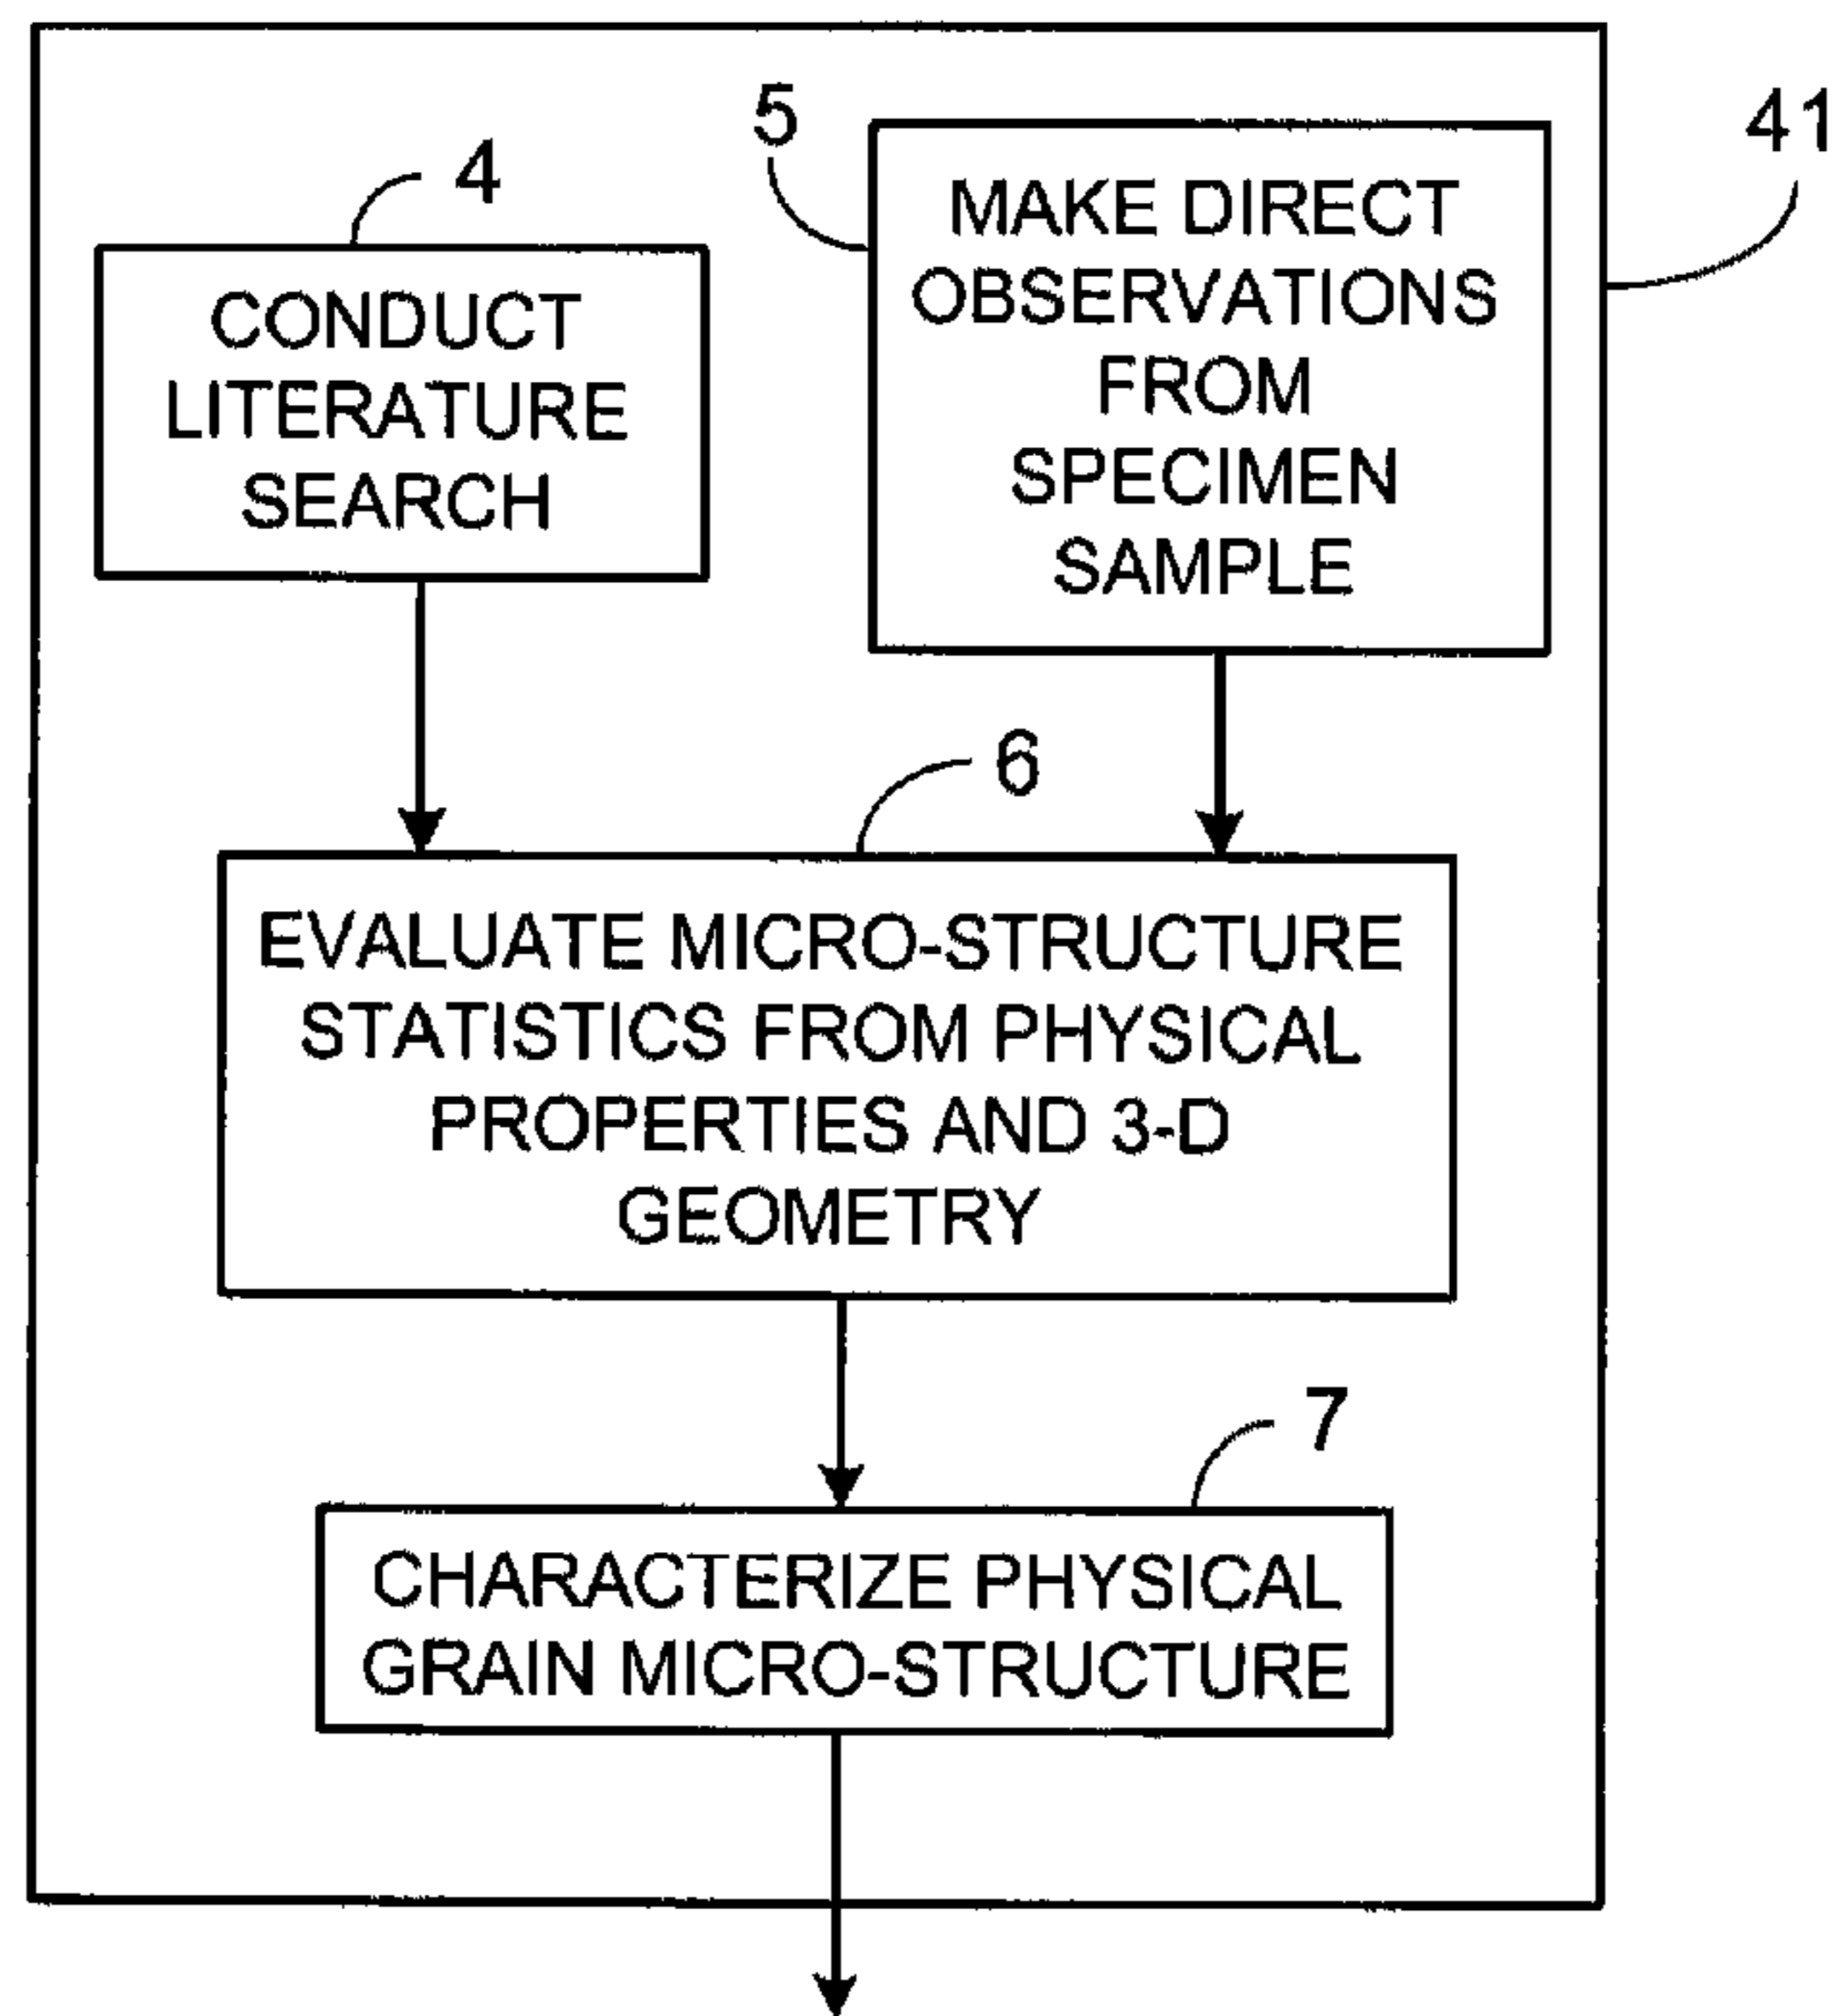 4
CONDUCT
LITERATURE
SEARCH
5
MAKE DIRECT
OBSERVATIONS
FROM
SPECIMEN
SAMPLE
41
6
EVALUATE MICRO-STRUCTURE
STATISTICS FROM PHYSICAL
PROPERTIES AND 3-D
GEOMETRY
7
CHARACTERIZE PHYSICAL
GRAIN MICRO-STRUCTURE